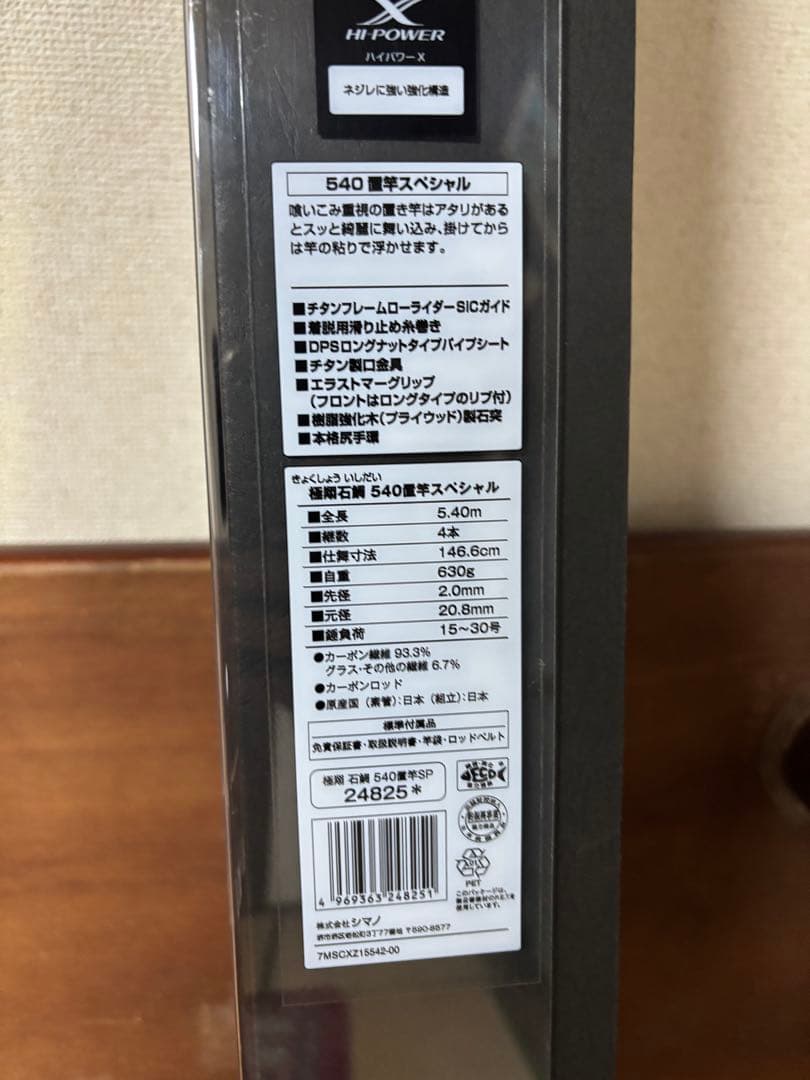 HI-POWER
ハイパワーX
ネジレに強い強化構造
540 置竿スペシャル
喰いこみ重視の置き竿はアタリがある
とスッと綺麗に舞い込み、掛けてから
は竿の粘りで浮かせます。
■チタンフレームローライダーSiCガイド
■着脱用滑り止め糸巻き
■DPSロングナットタイプパイプシート
■チタン製口金具
■エラストマーグリップ
(フロントはロングタイプのリブ付)
■樹脂強化木(プライウッド)製石突
■本格尻手環
きょくしょう いしだい
極翔石鯛 540置竿スペシャル
■全長 5.40m
■継数 4本
■仕舞寸法 146.6cm
■自重 630g
■先径 2.0mm
■元径 20.8mm
■錘負荷 15〜30号
●カーボン繊維 93.3%
グラス・その他の繊維 6.7%
●カーボンロッド
●原産国(素管):日本(組立):日本
標準付属品
免責保証書・取扱説明書・竿袋・ロッドベルト
極翔 石鯛 540置竿SP
24825*
ECO
PET
4 969363 248251
株式会社シマノ
堺市堺区老松町3丁77番地 〒590-8577
7MSCXZ15542-00